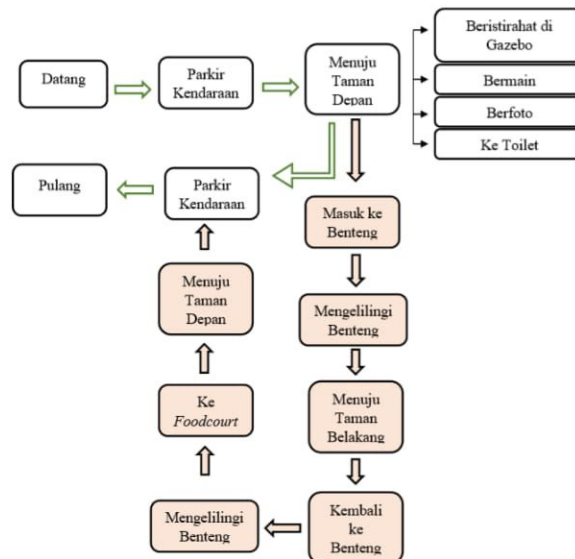 Datang
Parkir
Kendaraan
Menuju
Taman
Depan
Beristirahat di
Gazebo
Bermain
Berfoto
Ke Toilet
Pulang
Parkir
Kendaraan
Masuk ke
Benteng
Menuju
Taman
Depan
Mengelilingi
Benteng
Ke
Foodcourt
Menuju
Taman
Belakang
Mengelilingi
Benteng
Kembali
ke
Benteng